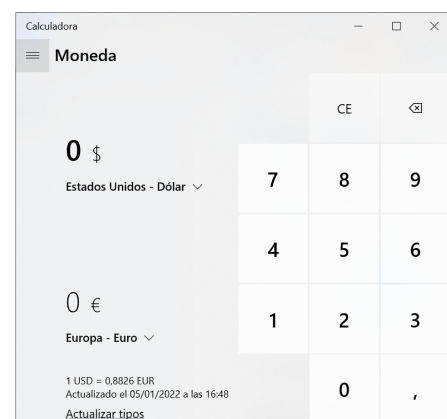 Calculadora
Moneda
CE
0 $
Estados Unidos - Dólar
7 8 9
4 5 6
0 €
Europa - Euro
1 2 3
1 USD = 0,8826 EUR
Actualizado el 05/01/2022 a las 16:48
Actualizar tipos
0 ,